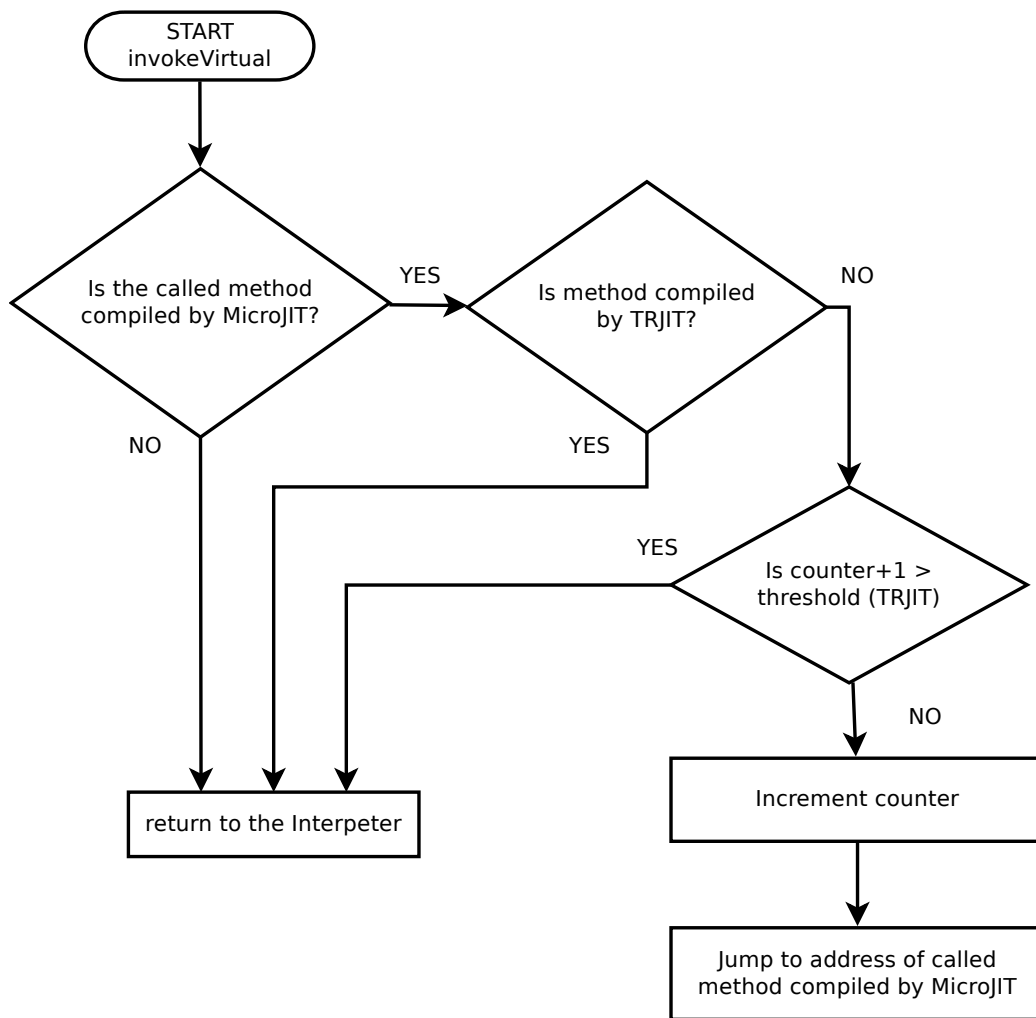 START
invokeVirtual
Is the called method
compiled by MicroJIT?
YES
Is method compiled
by TRJIT?
NO
NO
YES
YES
Is counter+1 >
threshold (TRJIT)
NO
Increment counter
return to the Interpeter
Jump to address of called
method compiled by MicroJIT